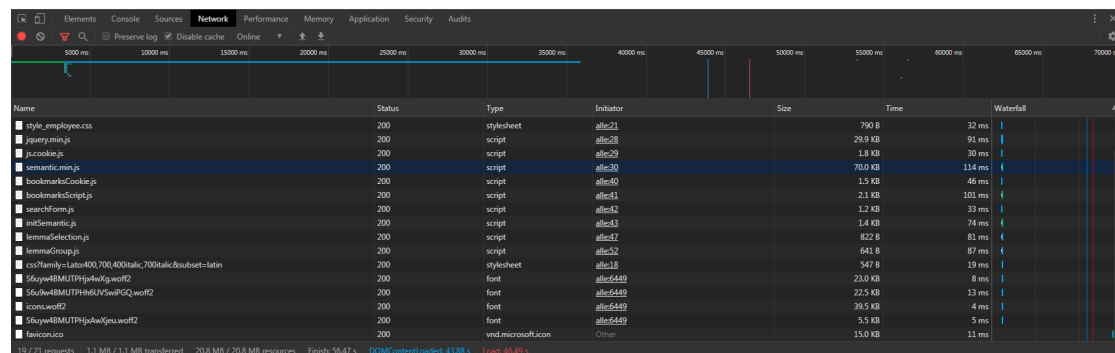 Elements Console Sources Network Performance Memory Application Security Audits
Preserve log Disable cache Online
5000 ms 10000 ms 15000 ms 20000 ms 25000 ms 30000 ms 35000 ms 40000 ms 45000 ms 50000 ms 55000 ms 60000 ms 65000 ms 70000
Name Status Type Initiator Size Time Waterfall
style_employee.css 200 stylesheet alle:21 790 B 32 ms
jquery.min.js 200 script alle:28 29.9 KB 91 ms
js.cookie.js 200 script alle:29 1.8 KB 30 ms
semantic.min.js 200 script alle:30 70.0 KB 114 ms
bookmarksCookie.js 200 script alle:40 1.5 KB 46 ms
bookmarksScript.js 200 script alle:41 2.1 KB 101 ms
searchForm.js 200 script alle:42 1.2 KB 33 ms
initSemantic.js 200 script alle:43 1.4 KB 74 ms
lemmaSelection.js 200 script alle:47 822 B 81 ms
lemmaGroup.js 200 script alle:52 641 B 87 ms
css?family=Lato:400,700,400italic,700italic&subset=latin 200 stylesheet alle:18 547 B 19 ms
S6uyw4BMUTPHjx4wXg.woff2 200 font alle:6449 23.0 KB 8 ms
S6u9w4BMUTPHh6UVSwiPGQ.woff2 200 font alle:6449 22.5 KB 13 ms
icons.woff2 200 font alle:6449 39.5 KB 4 ms
S6uyw4BMUTPHjxAwXjeu.woff2 200 font alle:6449 5.5 KB 5 ms
favicon.ico 200 vnd.microsoft.icon Other 15.0 KB 11 ms
19 / 21 requests 1.1 MB / 1.1 MB transferred 20.8 MB / 20.8 MB resources Finish: 56.47 s DOMContentLoaded: 43.88 s Load: 46.49 s